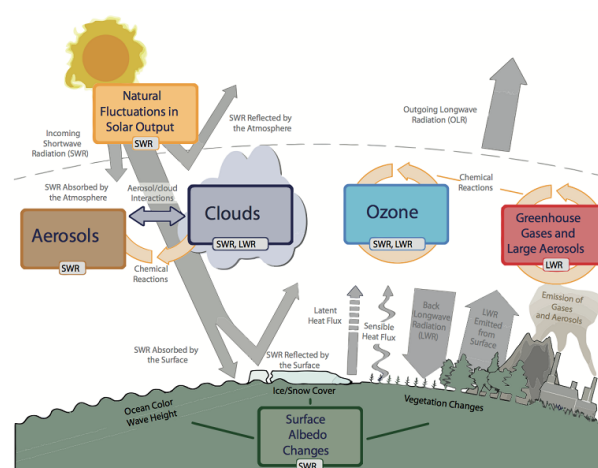 Natural
Fluctuations in
Solar Output
SWR
SWR Reflected by
the Atmosphere
Outgoing Longwave
Radiation (OLR)
Incoming
Shortwave
Radiation (SWR)
SWR Absorbed by
the Atmosphere
Aerosol/cloud
Interactions
Chemical
Reactions
Aerosols
SWR
Clouds
SWR, LWR
Ozone
SWR, LWR
Greenhouse
Gases and
Large Aerosols
LWR
Chemical
Reactions
Emission of
Gases
and Aerosols
Latent
Heat Flux
Sensible
Heat Flux
Back
Longwave
Radiation
(LWR)
LWR
Emitted
from
Surface
SWR Absorbed by
the Surface
SWR Reflected by
the Surface
Ice/Snow Cover
Ocean Color
Wave Height
Vegetation Changes
Surface
Albedo
Changes
SWR